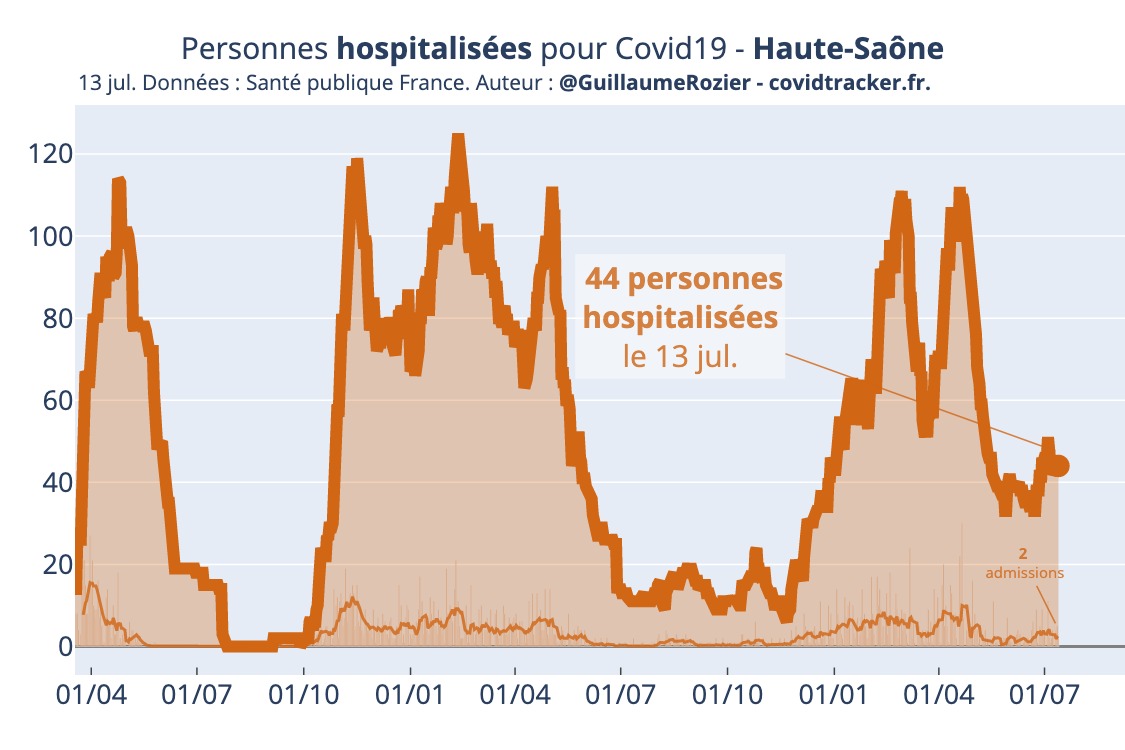 Personnes hospitalisées pour Covid19 - Haute-Saône
13 jul. Données : Santé publique France. Auteur : @GuillaumeRozier - covidtracker.fr.
120
100
80
60
40
20
0
44 personnes
hospitalisées
le 13 jul.
2
admissions
01/04 01/07 01/10 01/01 01/04 01/07 01/10 01/01 01/04 01/07